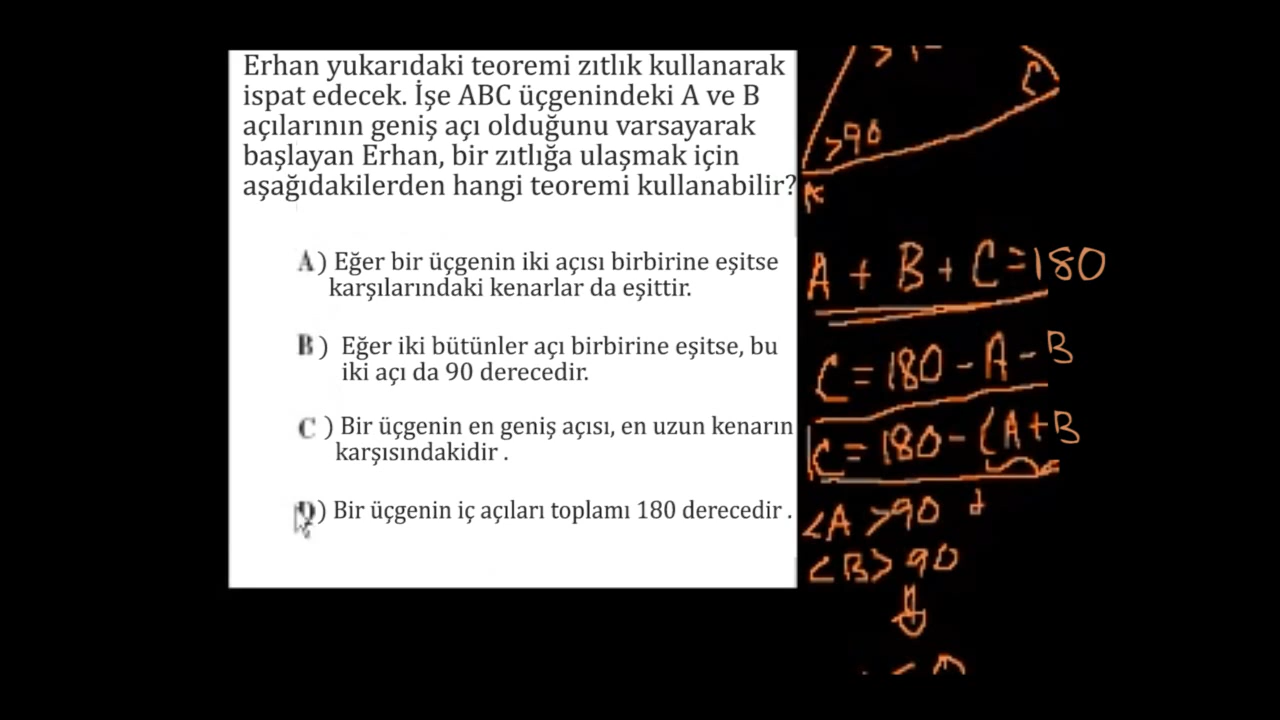 Erhan yukarıdaki teoremi zıtlık kullanarak
ispat edecek. İşe ABC üçgenindeki A ve B
açılarının geniş açı olduğunu varsayarak
başlayan Erhan, bir zıtlığa ulaşmak için
aşağıdakilerden hangi teoremi kullanabilir?
A) Eğer bir üçgenin iki açısı birbirine eşitse
karşılarındaki kenarlar da eşittir.
B) Eğer iki bütünler açı birbirine eşitse, bu
iki açı da 90 derecedir.
C ) Bir üçgenin en geniş açısı, en uzun kenarın
karşısındakidir .
D) Bir üçgenin iç açıları toplamı 180 derecedir .
C
>90
A
A + B + C = 180
C = 180 - A - B
C = 180 - (A + B
<A >90
<B> 90